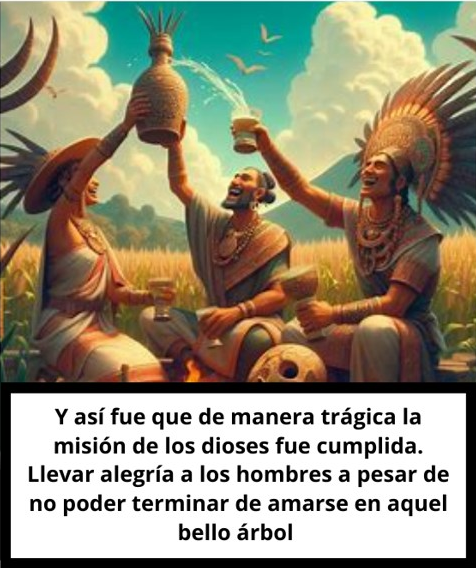 Y así fue que de manera trágica la
misión de los dioses fue cumplida.
Llevar alegría a los hombres a pesar de
no poder terminar de amarse en aquel
bello árbol